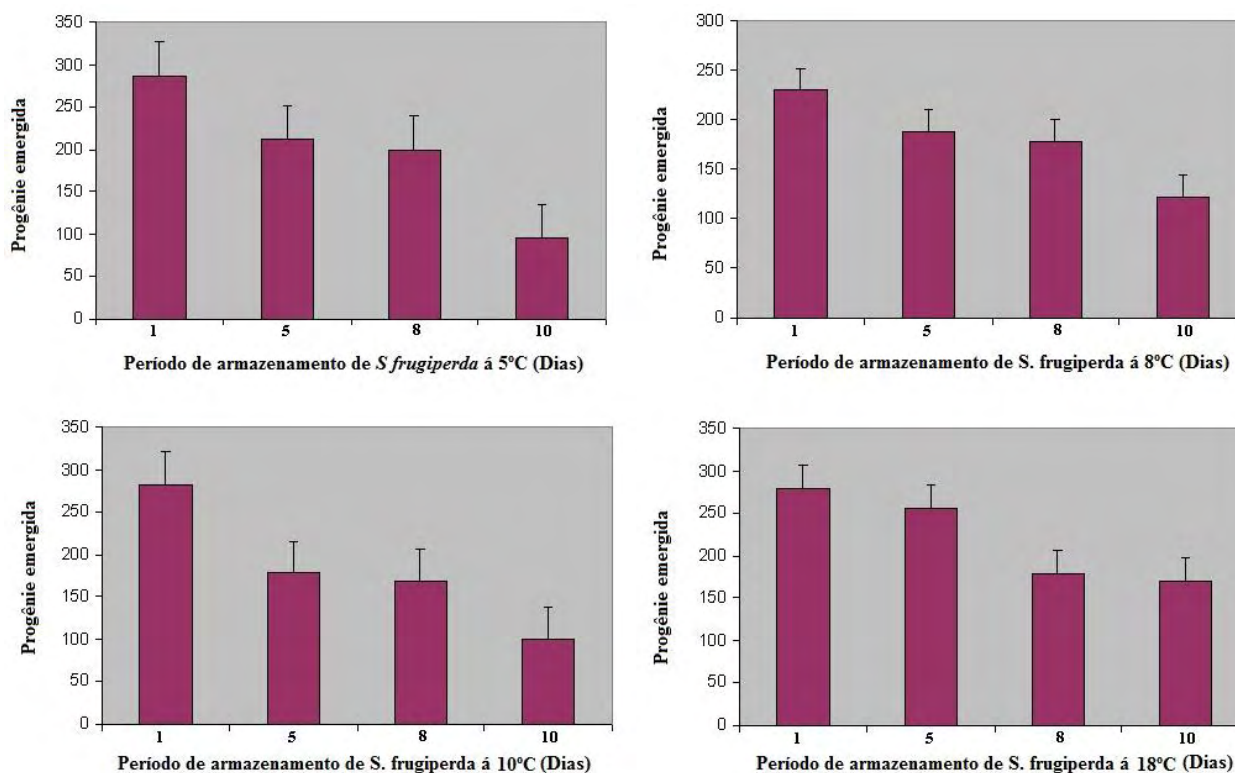 350
300
250
200
150
100
50
0
Progênie emergida
1 5 8 10
Período de armazenamento de S frugiperda á 5ºC (Dias)
300
250
200
150
100
50
0
Progênie emergida
1 5 8 10
Período de armazenamento de S. frugiperda á 8ºC (Dias)
350
300
250
200
150
100
50
0
Progênie emergida
1 5 8 10
Período de armazenamento de S. frugiperda á 10ºC (Dias)
350
300
250
200
150
100
50
0
Progênie emergida
1 5 8 10
Período de armazenamento de S. frugiperda á 18ºC (Dias)